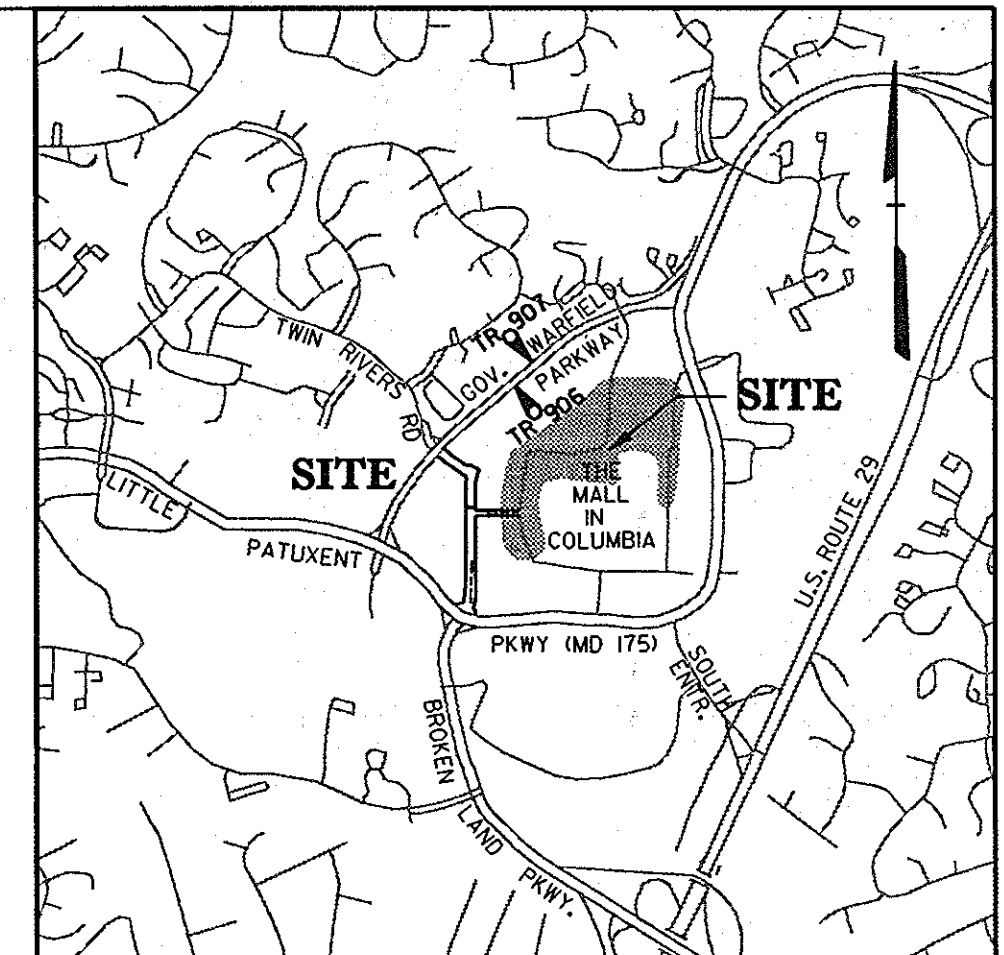 TWIN RIVERS RD
TR 907
GOV. WARFIELD
PARKWAY
TR 906
SITE
SITE
THE
MALL
IN
COLUMBIA
LITTLE
PATUXENT
PKWY (MD 175)
U.S. ROUTE 29
SOUTH
ENTR.
BROKEN
LAND
PKWY.